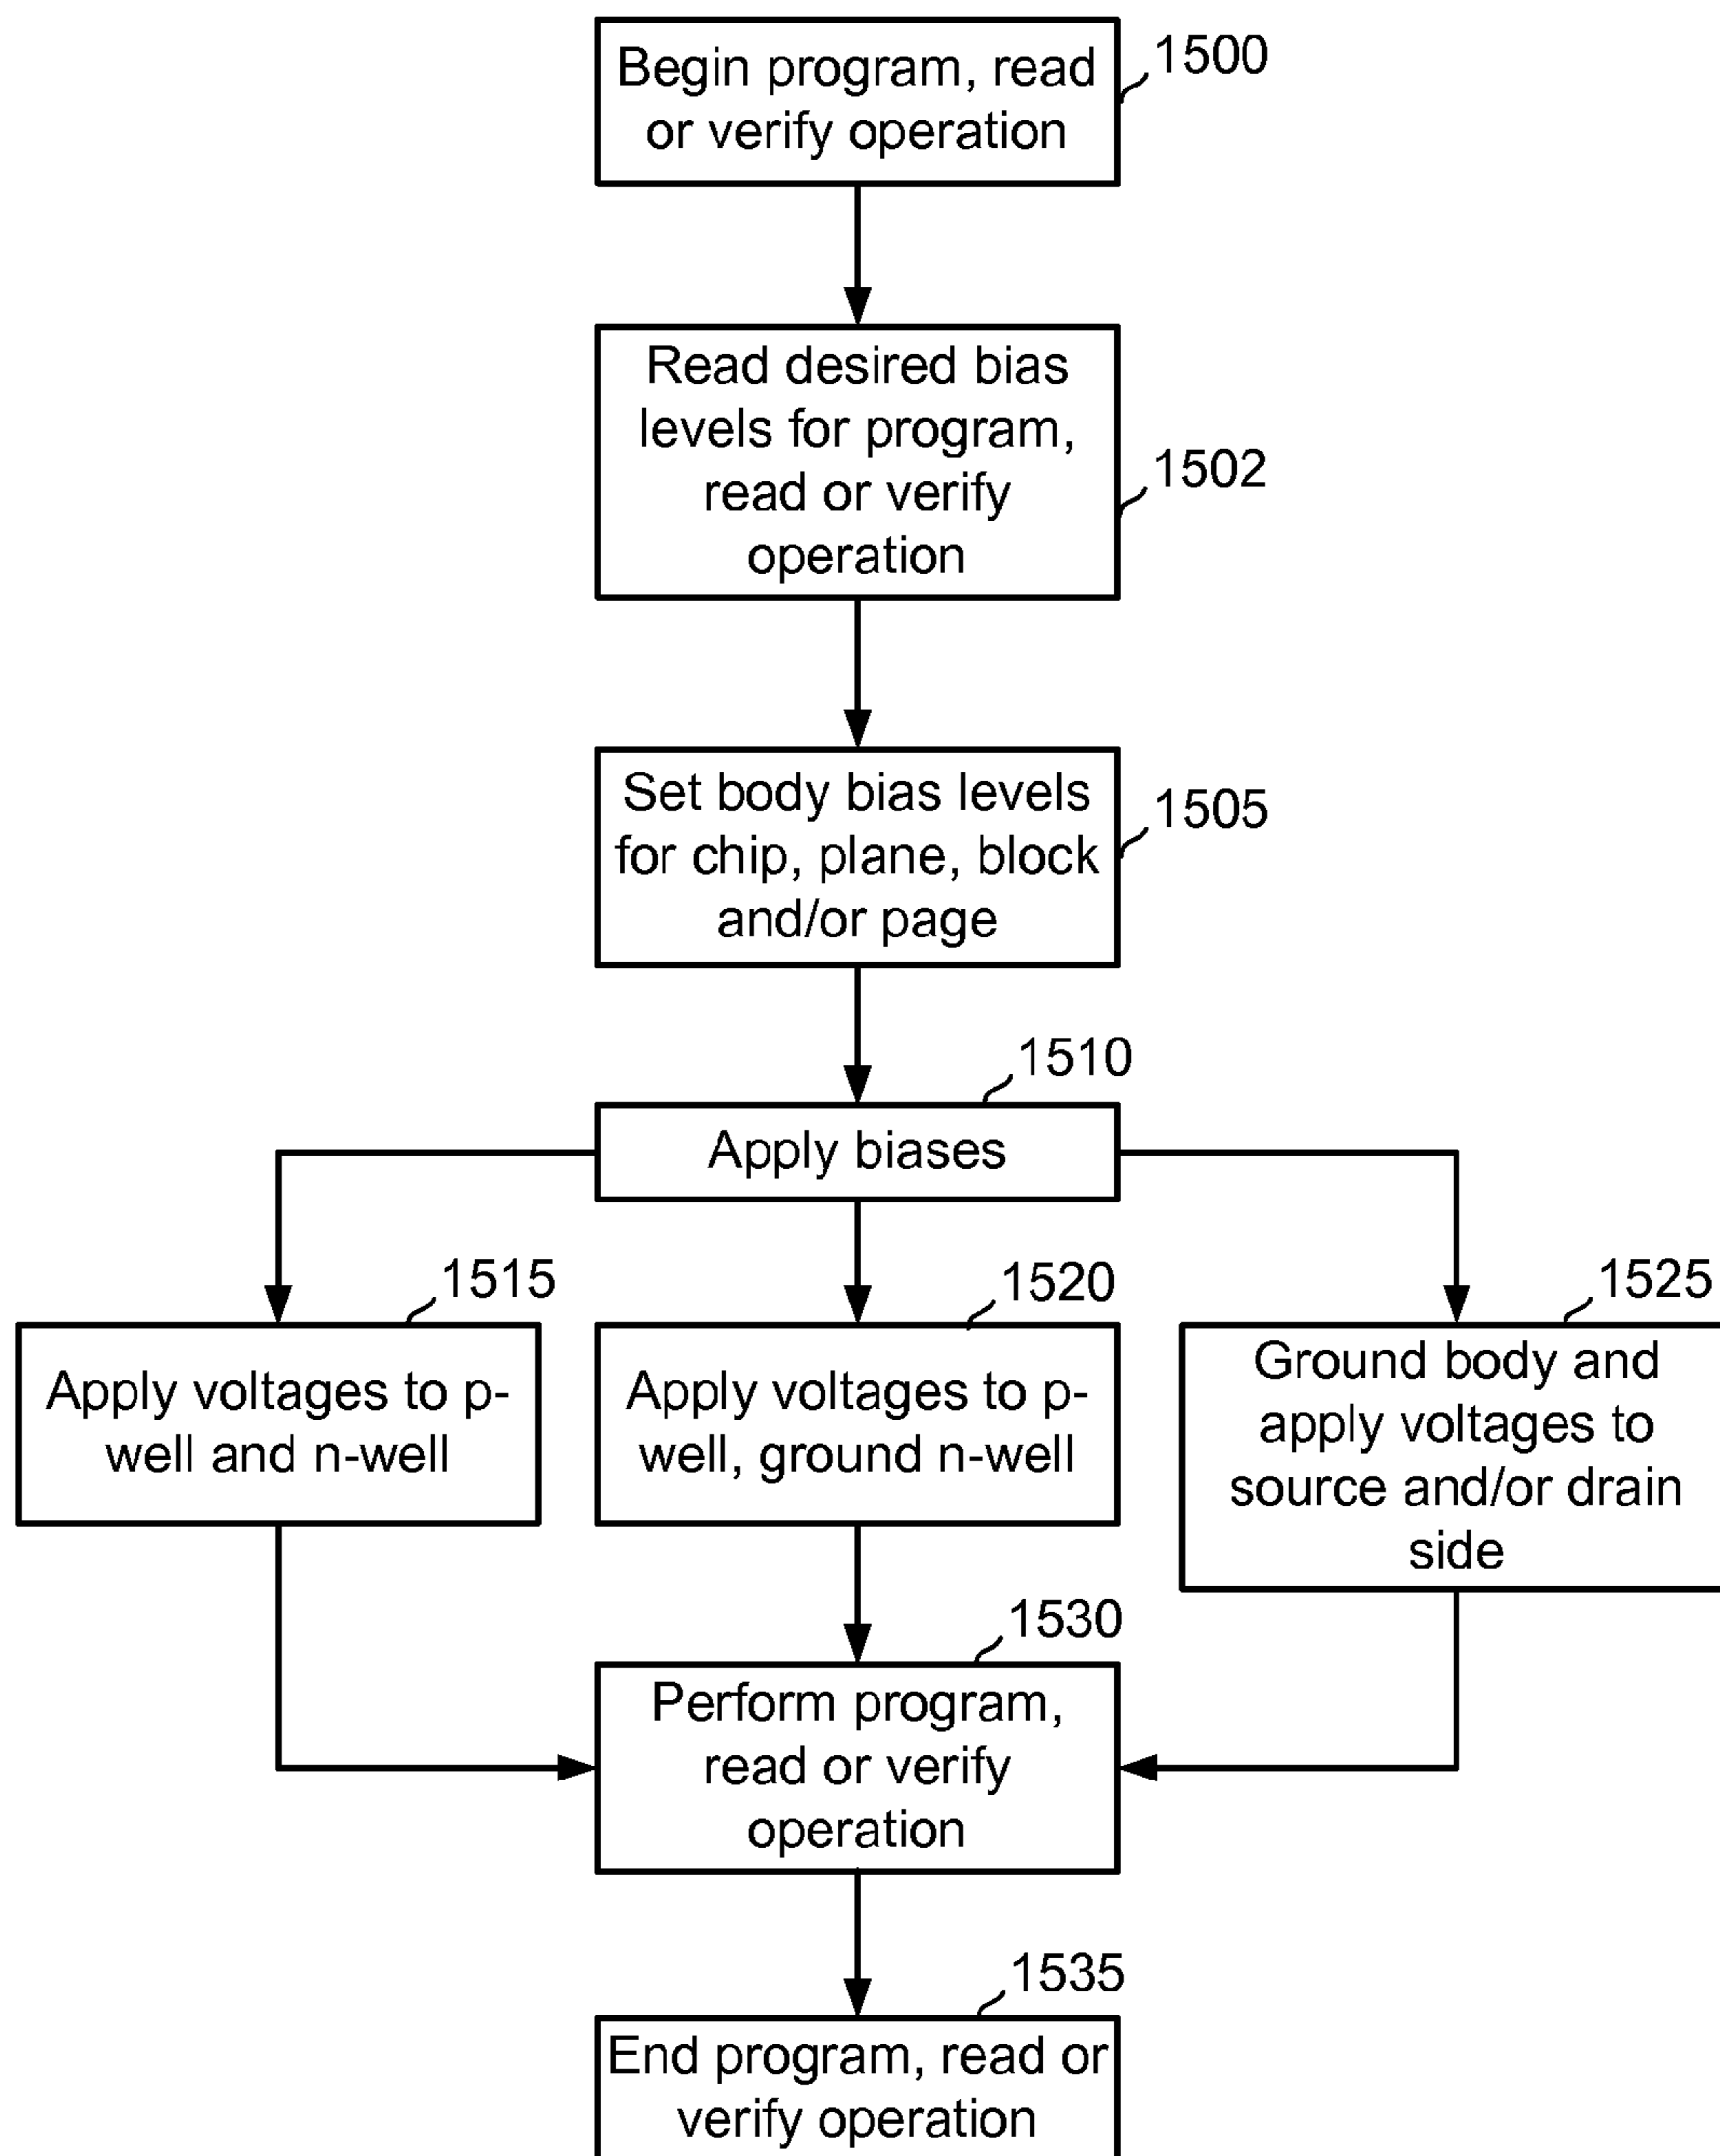 Begin program, read
or verify operation
1500
Read desired bias
levels for program,
read or verify
operation
1502
Set body bias levels
for chip, plane, block
and/or page
1505
1510
Apply biases
1515
Apply voltages to p-
well and n-well
1520
Apply voltages to p-
well, ground n-well
1525
Ground body and
apply voltages to
source and/or drain
side
1530
Perform program,
read or verify
operation
1535
End program, read or
verify operation